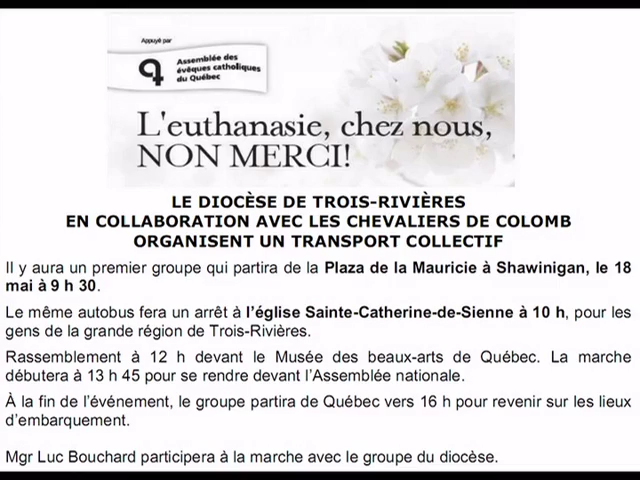 Appuyé par
Assemblée des
évêques catholiques
du Québec
L'euthanasie, chez nous,
NON MERCI!
LE DIOCÈSE DE TROIS-RIVIÈRES
EN COLLABORATION AVEC LES CHEVALIERS DE COLOMB
ORGANISENT UN TRANSPORT COLLECTIF
Il y aura un premier groupe qui partira de la Plaza de la Mauricie à Shawinigan, le 18
mai à 9 h 30.
Le même autobus fera un arrêt à l'église Sainte-Catherine-de-Sienne à 10 h, pour les
gens de la grande région de Trois-Rivières.
Rassemblement à 12 h devant le Musée des beaux-arts de Québec. La marche
débutera à 13 h 45 pour se rendre devant l'Assemblée nationale.
À la fin de l'événement, le groupe partira de Québec vers 16 h pour revenir sur les lieux
d'embarquement.
Mgr Luc Bouchard participera à la marche avec le groupe du diocèse.